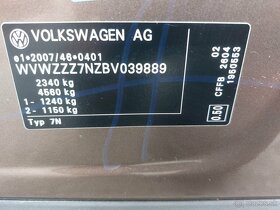 VOLKSWAGEN AG
e1*2007/46*0401
WVWZZZ7NZBV039889
2340 kg
4560 kg
1- 1240 kg
2- 1150 kg
Typ 7N
02
CFFB 2604
1950553
0.50